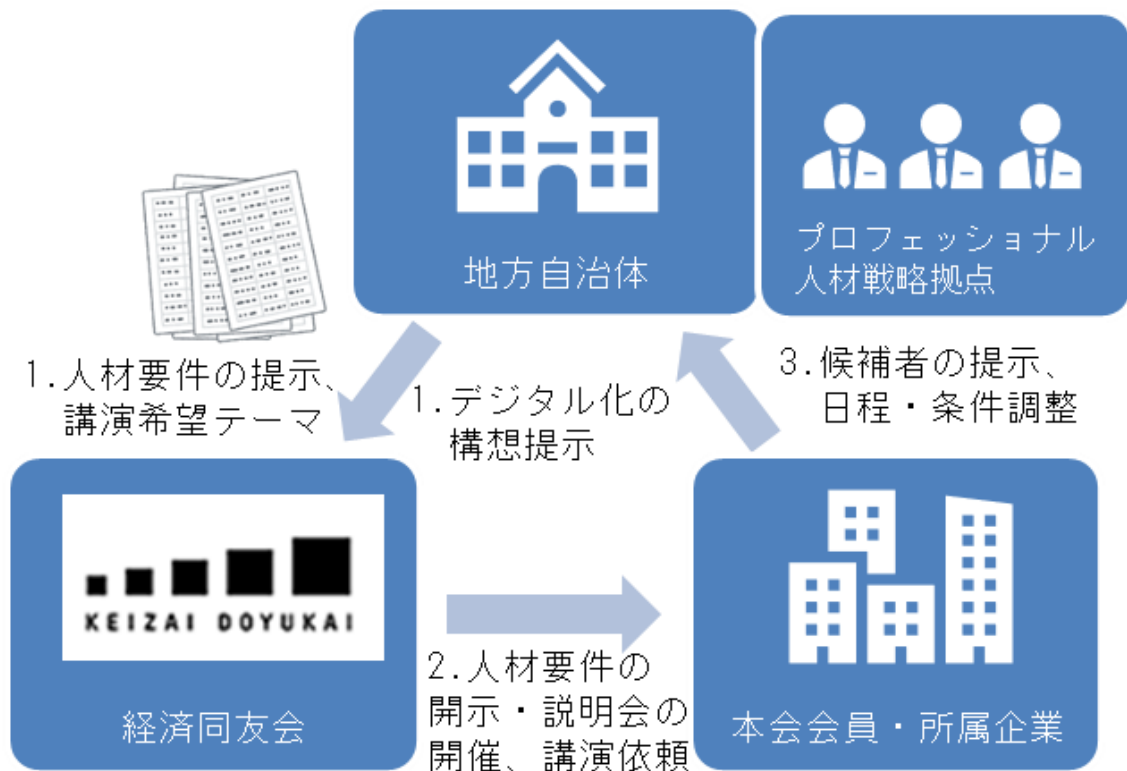 地方自治体
プロフェッショナル
人材戦略拠点
1.人材要件の提示、
講演希望テーマ
1.デジタル化の
構想提示
3.候補者の提示、
日程・条件調整
KEIZAI DOYUKAI
経済同友会
2.人材要件の
開示・説明会の
開催、講演依頼
本会会員・所属企業